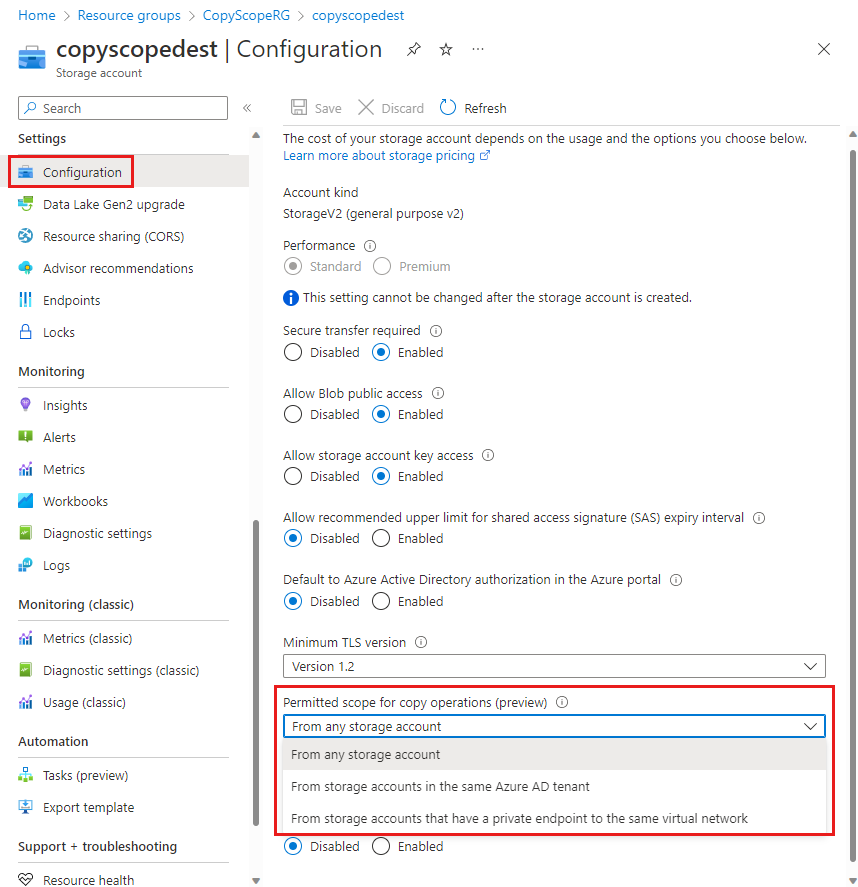 Home > Resource groups > CopyScopeRG > copyscopedest
copyscopedest | Configuration
Storage account
Search
Settings
Configuration
Data Lake Gen2 upgrade
Resource sharing (CORS)
Advisor recommendations
Endpoints
Locks
Monitoring
Insights
Alerts
Metrics
Workbooks
Diagnostic settings
Logs
Monitoring (classic)
Metrics (classic)
Diagnostic settings (classic)
Usage (classic)
Automation
Tasks (preview)
Export template
Support + troubleshooting
Resource health
Save Discard Refresh
The cost of your storage account depends on the usage and the options you choose below.
Learn more about storage pricing
Account kind
StorageV2 (general purpose v2)
Performance
Standard Premium
This setting cannot be changed after the storage account is created.
Secure transfer required
Disabled Enabled
Allow Blob public access
Disabled Enabled
Allow storage account key access
Disabled Enabled
Allow recommended upper limit for shared access signature (SAS) expiry interval
Disabled Enabled
Default to Azure Active Directory authorization in the Azure portal
Disabled Enabled
Minimum TLS version
Version 1.2
Permitted scope for copy operations (preview)
From any storage account
From any storage account
From storage accounts in the same Azure AD tenant
From storage accounts that have a private endpoint to the same virtual network
Disabled Enabled